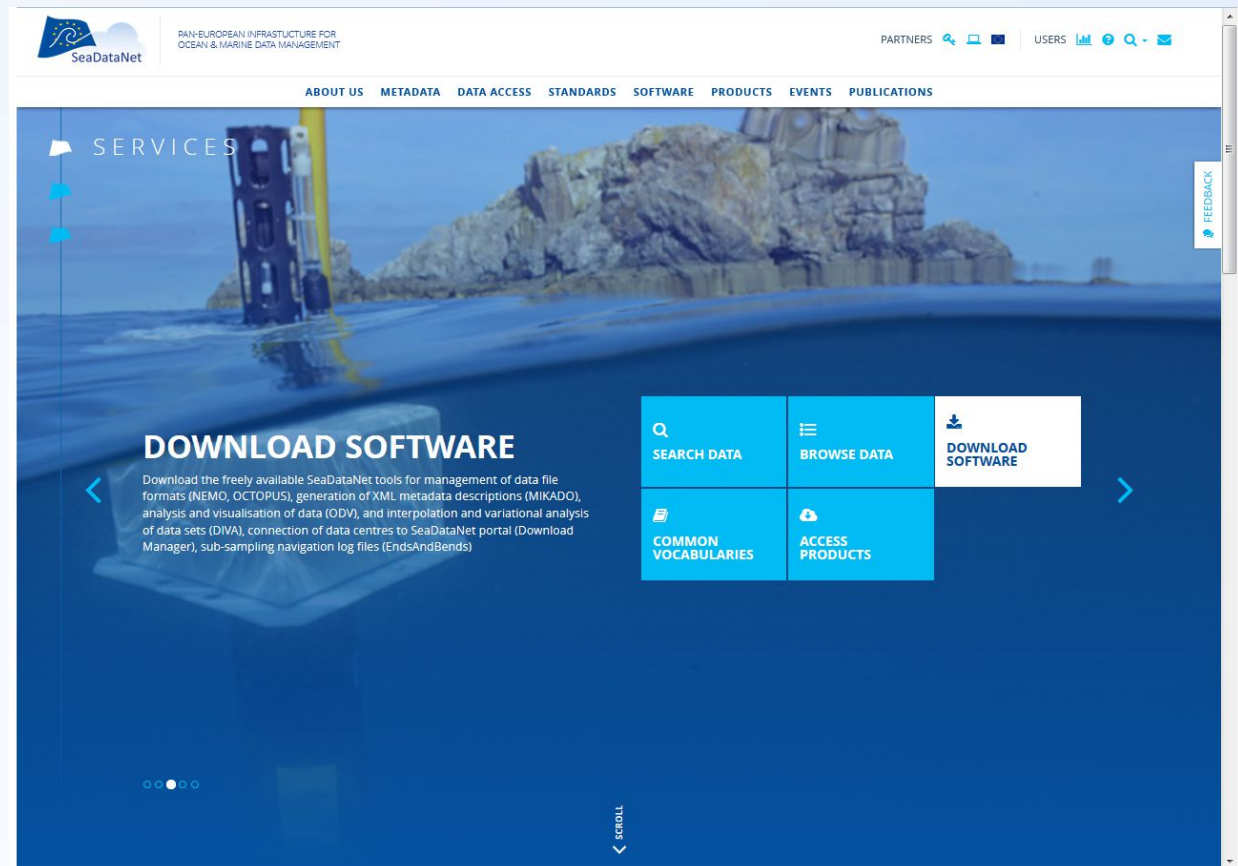 SeaDataNet
PAN-EUROPEAN INFRASTUCTURE FOR
OCEAN & MARINE DATA MANAGEMENT
PARTNERS
USERS
ABOUT US METADATA DATA ACCESS STANDARDS SOFTWARE PRODUCTS EVENTS PUBLICATIONS
SERVICES
FEEDBACK
DOWNLOAD SOFTWARE
Download the freely available SeaDataNet tools for management of data file
formats (NEMO, OCTOPUS), generation of XML metadata descriptions (MIKADO),
analysis and visualisation of data (ODV), and interpolation and variational analysis
of data sets (DIVA), connection of data centres to SeaDataNet portal (Download
Manager), sub-sampling navigation log files (EndsAndBends)
SEARCH DATA
BROWSE DATA
DOWNLOAD
SOFTWARE
COMMON
VOCABULARIES
ACCESS
PRODUCTS
SCROLL